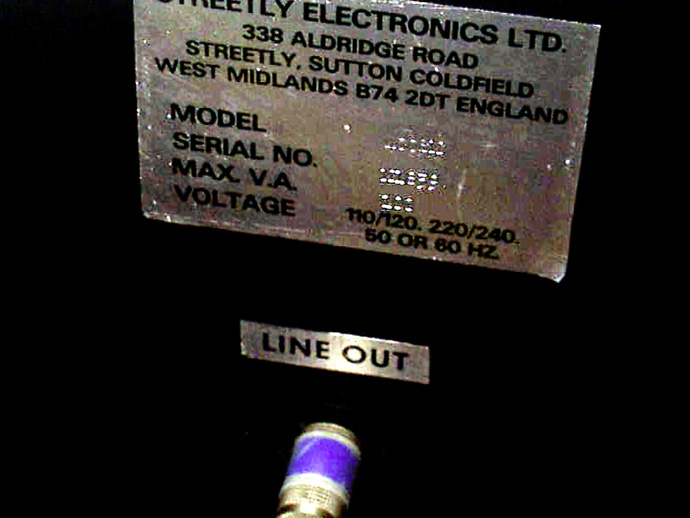 STREETLY ELECTRONICS LTD.
338 ALDRIDGE ROAD
STREETLY, SUTTON COLDFIELD
WEST MIDLANDS B74 2DT ENGLAND
MODEL
SERIAL NO.
MAX. V.A.
VOLTAGE 110/120. 220/240.
50 OR 60 HZ.
LINE OUT